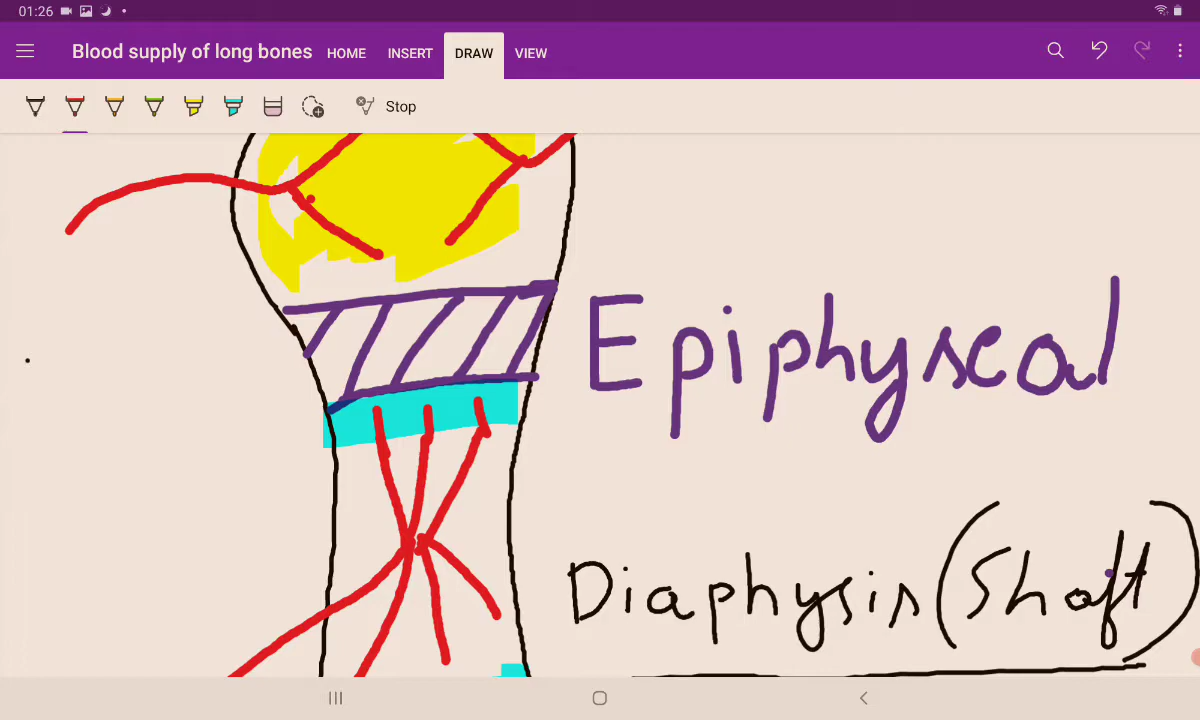 01:26
Blood supply of long bones HOME INSERT DRAW VIEW
Stop
Epiphyseal
Diaphysis (Shaft)